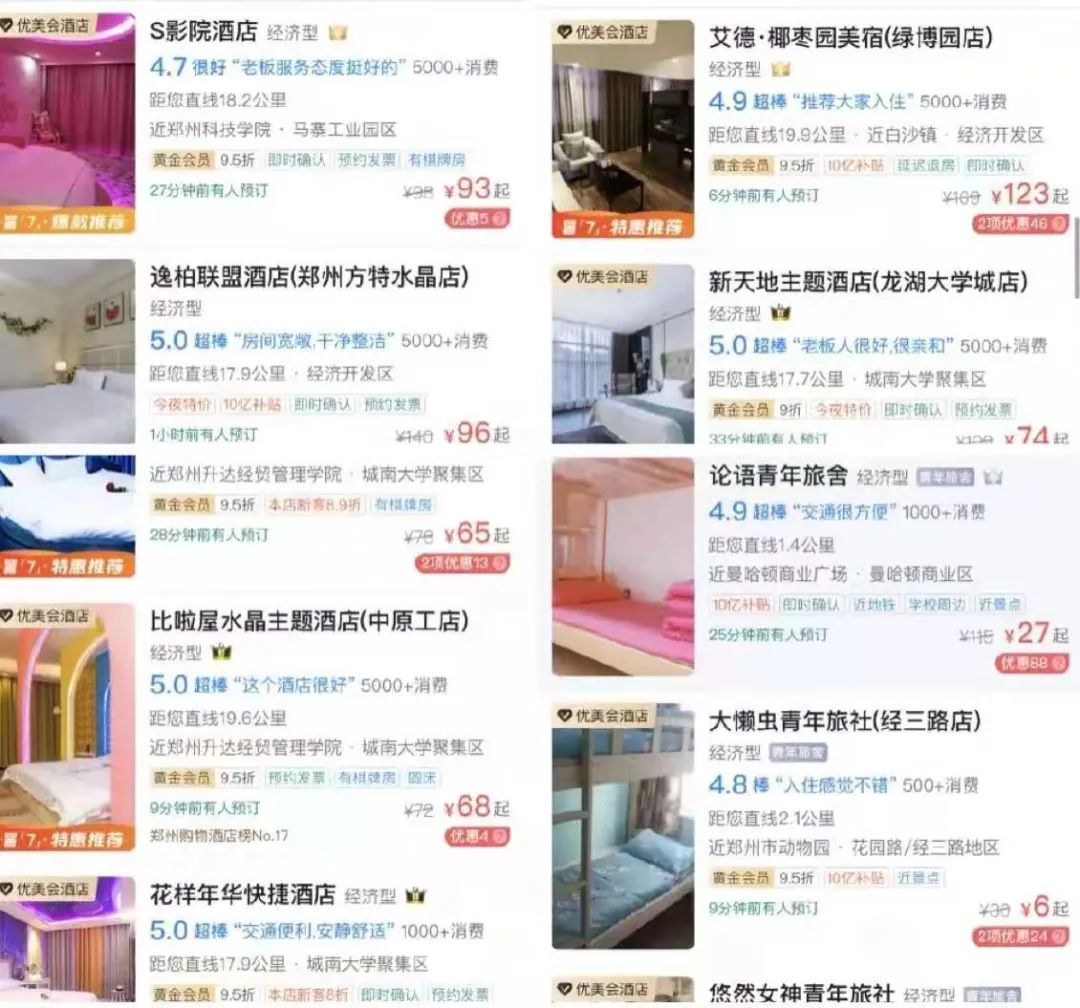 优美会酒店
S影院酒店 经济型
4.7 很好 “老板服务态度挺好的” 5000+消费
距您直线18.2公里
近郑州科技学院 · 马寨工业园区
黄金会员 9.5折 即时确认 预约发票 有棋牌房
27分钟前有人预订 ¥98 ¥93起
暑“7”·爆款推荐
优惠5
逸柏联盟酒店(郑州方特水晶店)
经济型
5.0 超棒 “房间宽敞,干净整洁” 5000+消费
距您直线17.9公里 · 经济开发区
今夜特价 10亿补贴 即时确认 预约发票
1小时前有人预订 ¥140 ¥96起
近郑州升达经贸管理学院 · 城南大学聚集区
黄金会员 9.5折 本店新客8.9折 有棋牌房
28分钟前有人预订 ¥78 ¥65起
暑“7”·特惠推荐
2项优惠13
优美会酒店
比啦屋水晶主题酒店(中原工店)
经济型
5.0 超棒 “这个酒店很好” 5000+消费
距您直线19.6公里
近郑州升达经贸管理学院 · 城南大学聚集区
黄金会员 9.5折 预约发票 有棋牌房 圆床
9分钟前有人预订 ¥72 ¥68起
暑“7”·特惠推荐
郑州购物酒店榜No.17
优惠4
优美会酒店
花样年华快捷酒店 经济型
5.0 超棒 “交通便利,安静舒适” 1000+消费
距您直线17.9公里 · 城南大学聚集区
黄金会员 9.5折 本店新客8折 即时确认 预约发票
优美会酒店
艾德·椰枣园美宿(绿博园店)
经济型
4.9 超棒 “推荐大家入住” 5000+消费
距您直线19.9公里 · 近白沙镇 · 经济开发区
黄金会员 9.5折 10亿补贴 延迟退房 即时确认
6分钟前有人预订 ¥169 ¥123起
暑“7”·特惠推荐
2项优惠46
优美会酒店
新天地主题酒店(龙湖大学城店)
经济型
5.0 超棒 “老板人很好,很亲和” 5000+消费
距您直线17.7公里 · 城南大学聚集区
黄金会员 9折 今夜特价 即时确认 预约发票
33分钟前有人预订 ¥74起
论语青年旅舍 经济型 青年旅舍
4.9 超棒 “交通很方便” 1000+消费
距您直线1.4公里
近曼哈顿商业广场 · 曼哈顿商业区
10亿补贴 即时确认 近地铁 学校周边 近景点
25分钟前有人预订 ¥115 ¥27起
优惠88
优美会酒店
大懒虫青年旅社(经三路店)
经济型 青年旅舍
4.8 棒 “入住感觉不错” 500+消费
距您直线2.1公里
近郑州市动物园 · 花园路/经三路地区
黄金会员 9.5折 10亿补贴 近景点
9分钟前有人预订 ¥30 ¥6起
2项优惠24
优美会酒店
悠然女神青年旅社 经济型 青年旅舍